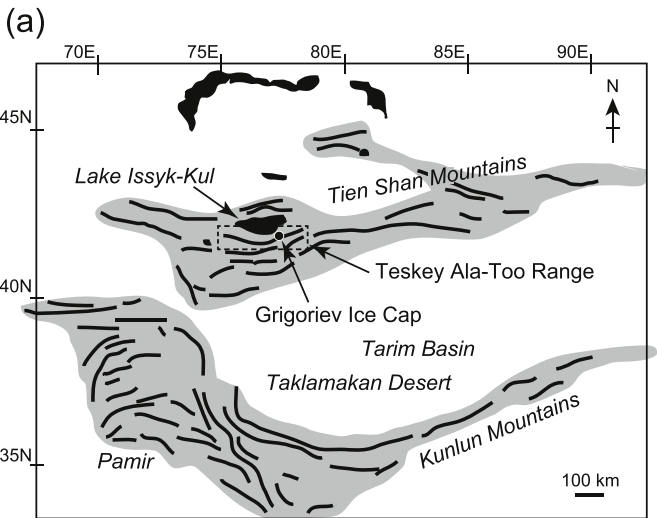 (a)
70E 75E 80E 85E 90E
N
45N
Lake Issyk-Kul
Tien Shan Mountains
Teskey Ala-Too Range
40N
Grigoriev Ice Cap
Tarim Basin
Taklamakan Desert
Kunlun Mountains
35N
Pamir
100 km